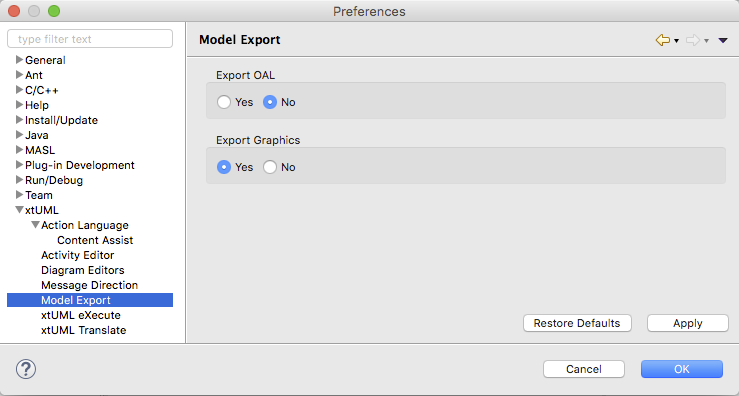 Preferences
type filter text
General
Ant
C/C++
Help
Install/Update
Java
MASL
Plug-in Development
Run/Debug
Team
xtUML
Action Language
Content Assist
Activity Editor
Diagram Editors
Message Direction
Model Export
xtUML eXecute
xtUML Translate
Model Export
Export OAL
Yes No
Export Graphics
Yes No
Restore Defaults Apply
? Cancel OK